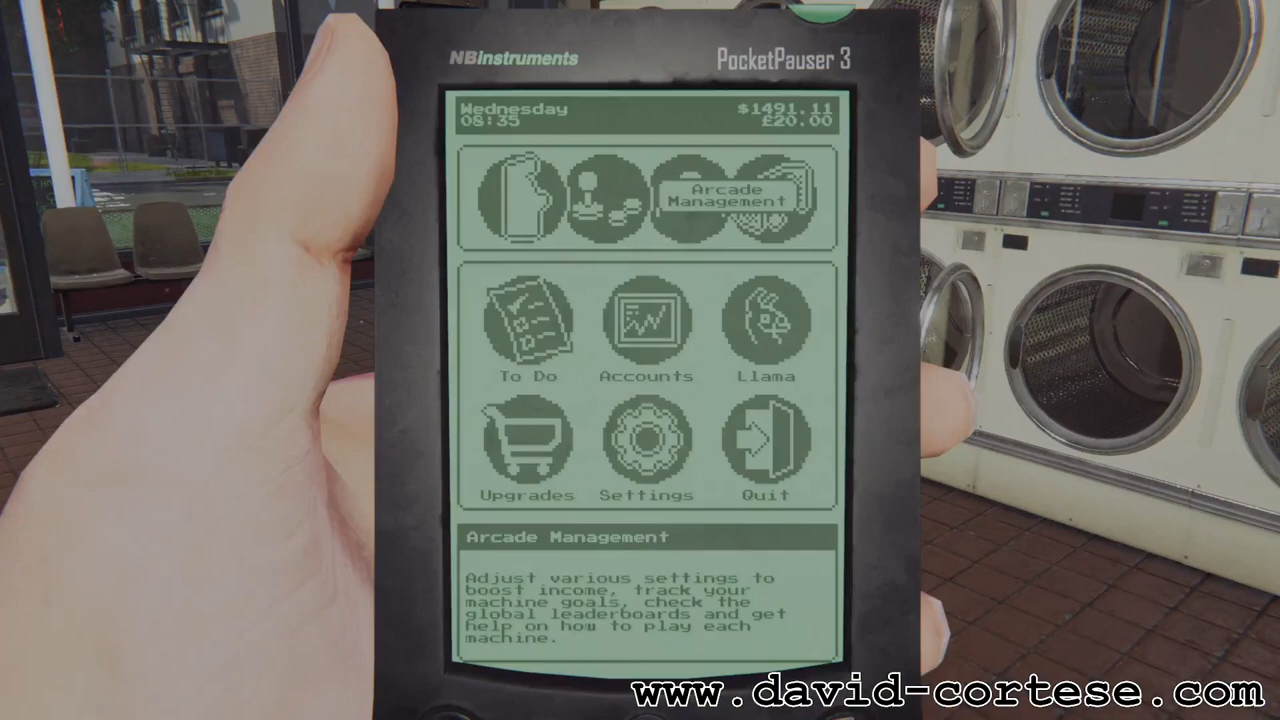 NBinstruments
PocketPauser 3
Wednesday
08:35
$1491.11
£20.00
Arcade
Management
To Do
Accounts
Llama
Upgrades
Settings
Quit
Arcade Management
Adjust various settings to
boost income, track your
machine goals, check the
global leaderboards and get
help on how to play each
machine.
www.david-cortese.com